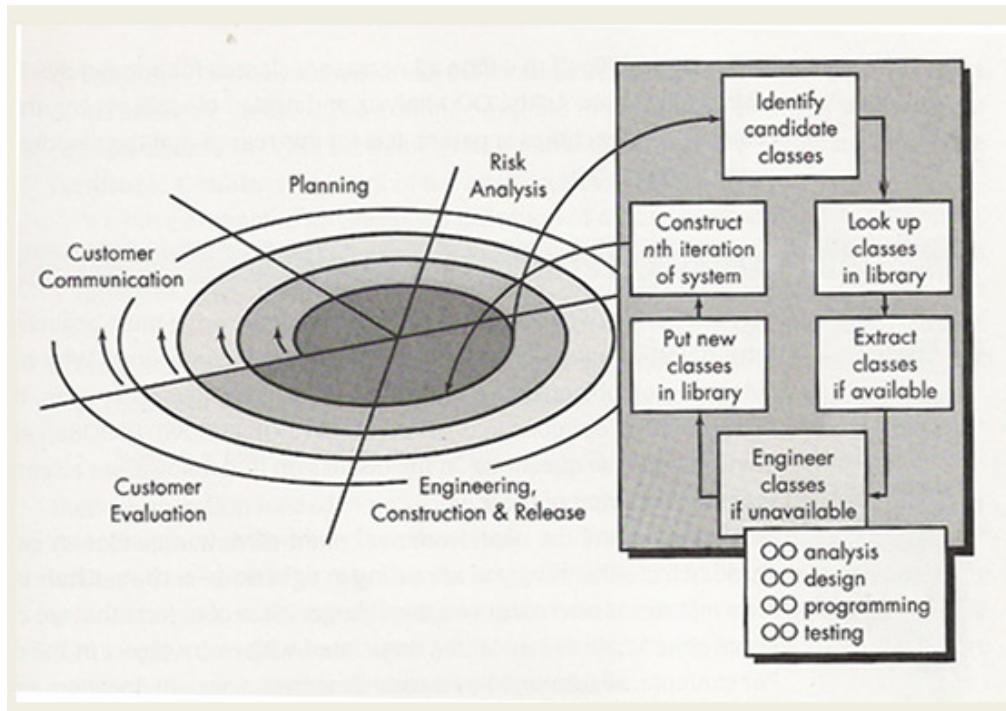 Planning
Risk
Analysis
Customer
Communication
Customer
Evaluation
Engineering,
Construction & Release
Identify
candidate
classes
Look up
classes
in library
Extract
classes
if available
Engineer
classes
if unavailable
Put new
classes
in library
Construct
nth iteration
of system
OO analysis
OO design
OO programming
OO testing